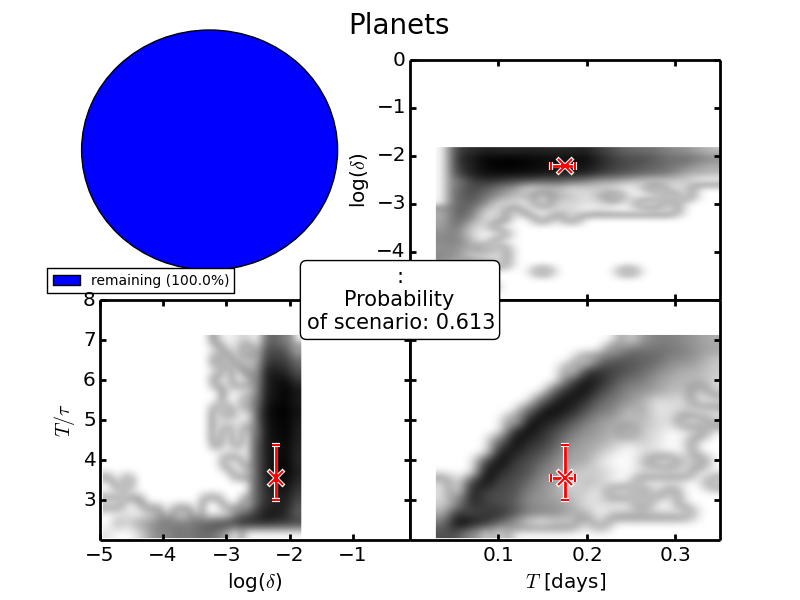 Planets
0
−1
−2
−3
−4
log(δ)
remaining (100.0%)
:
Probability
of scenario: 0.613
8
7
6
5
4
3
T/τ
−5 −4 −3 −2 −1
log(δ)
0.1 0.2 0.3
T [days]